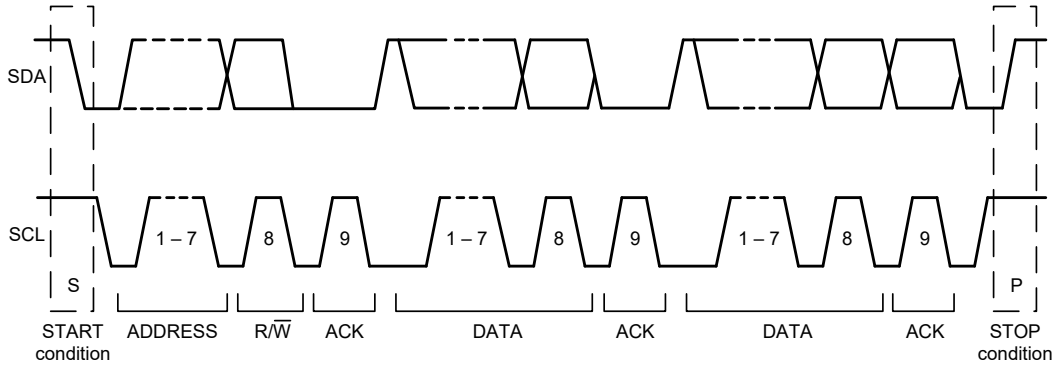 SDA
SCL
1 – 7
8
9
1 – 7
8
9
1 – 7
8
9
S
P
START
condition
ADDRESS
R/W̅
ACK
DATA
ACK
DATA
ACK
STOP
condition